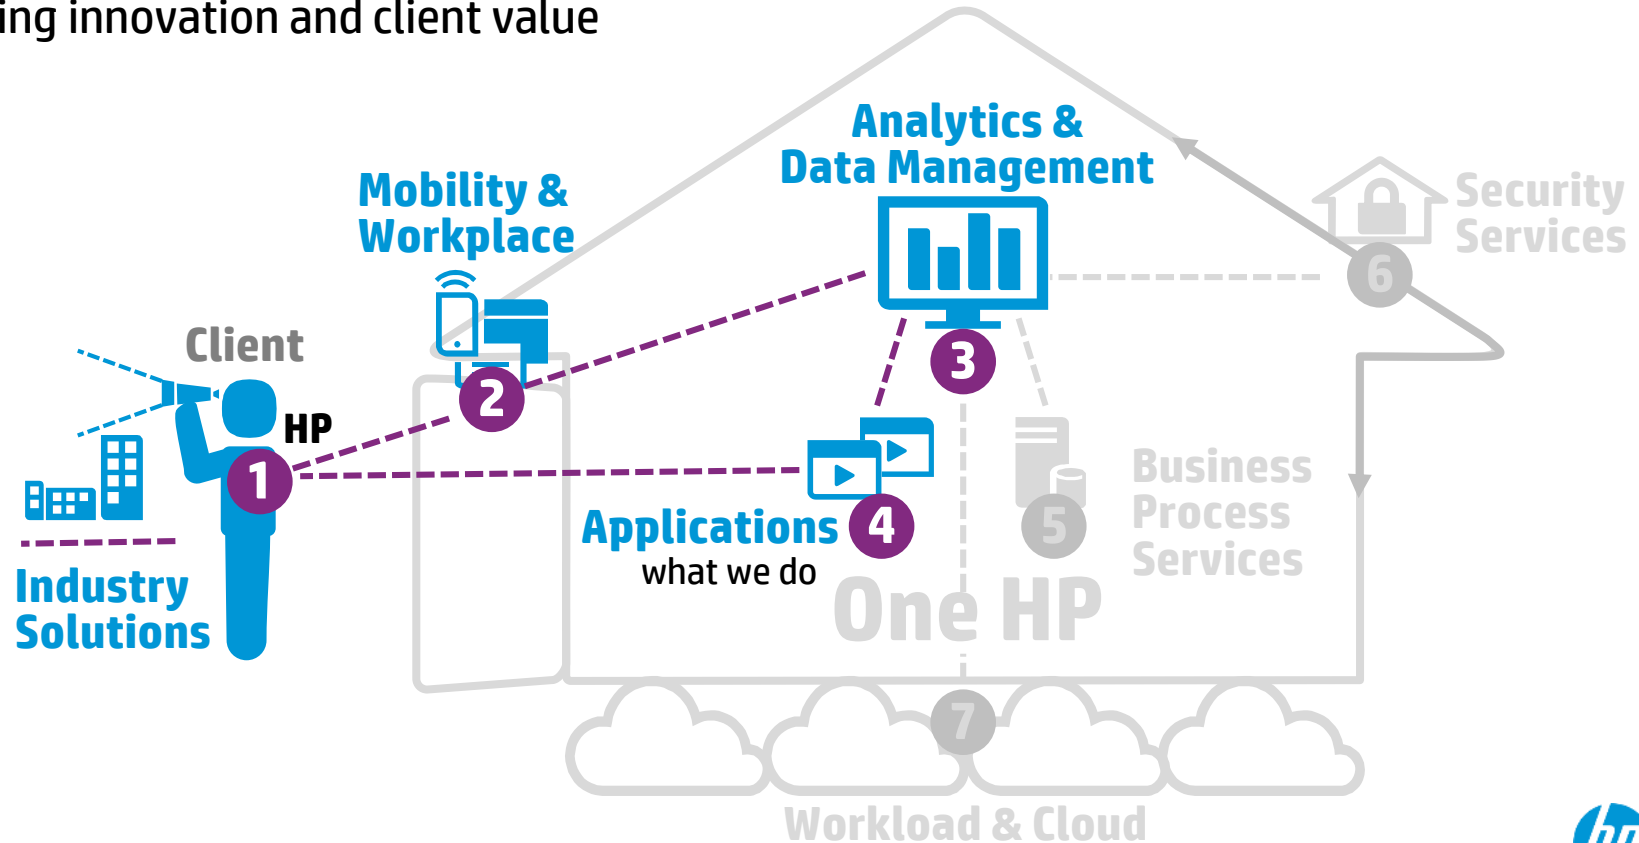 ing innovation and client value
Analytics &
Data Management
Mobility &
Workplace
Security
Services
6
Client
3
2
HP
1
Business
Process
Services
Applications
4
5
what we do
Industry
Solutions
One HP
7
Workload & Cloud
hp